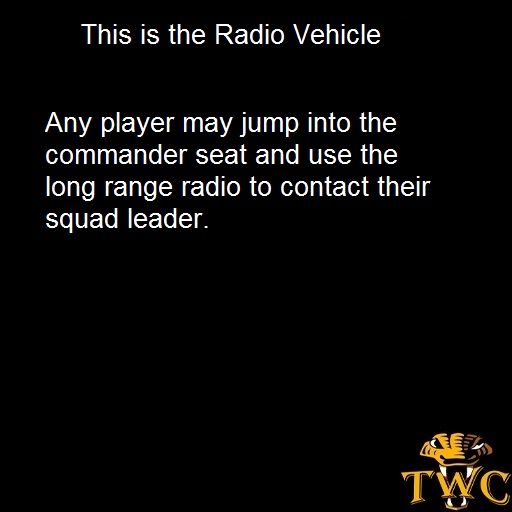 This is the Radio Vehicle
Any player may jump into the
commander seat and use the
long range radio to contact their
squad leader.
TWC